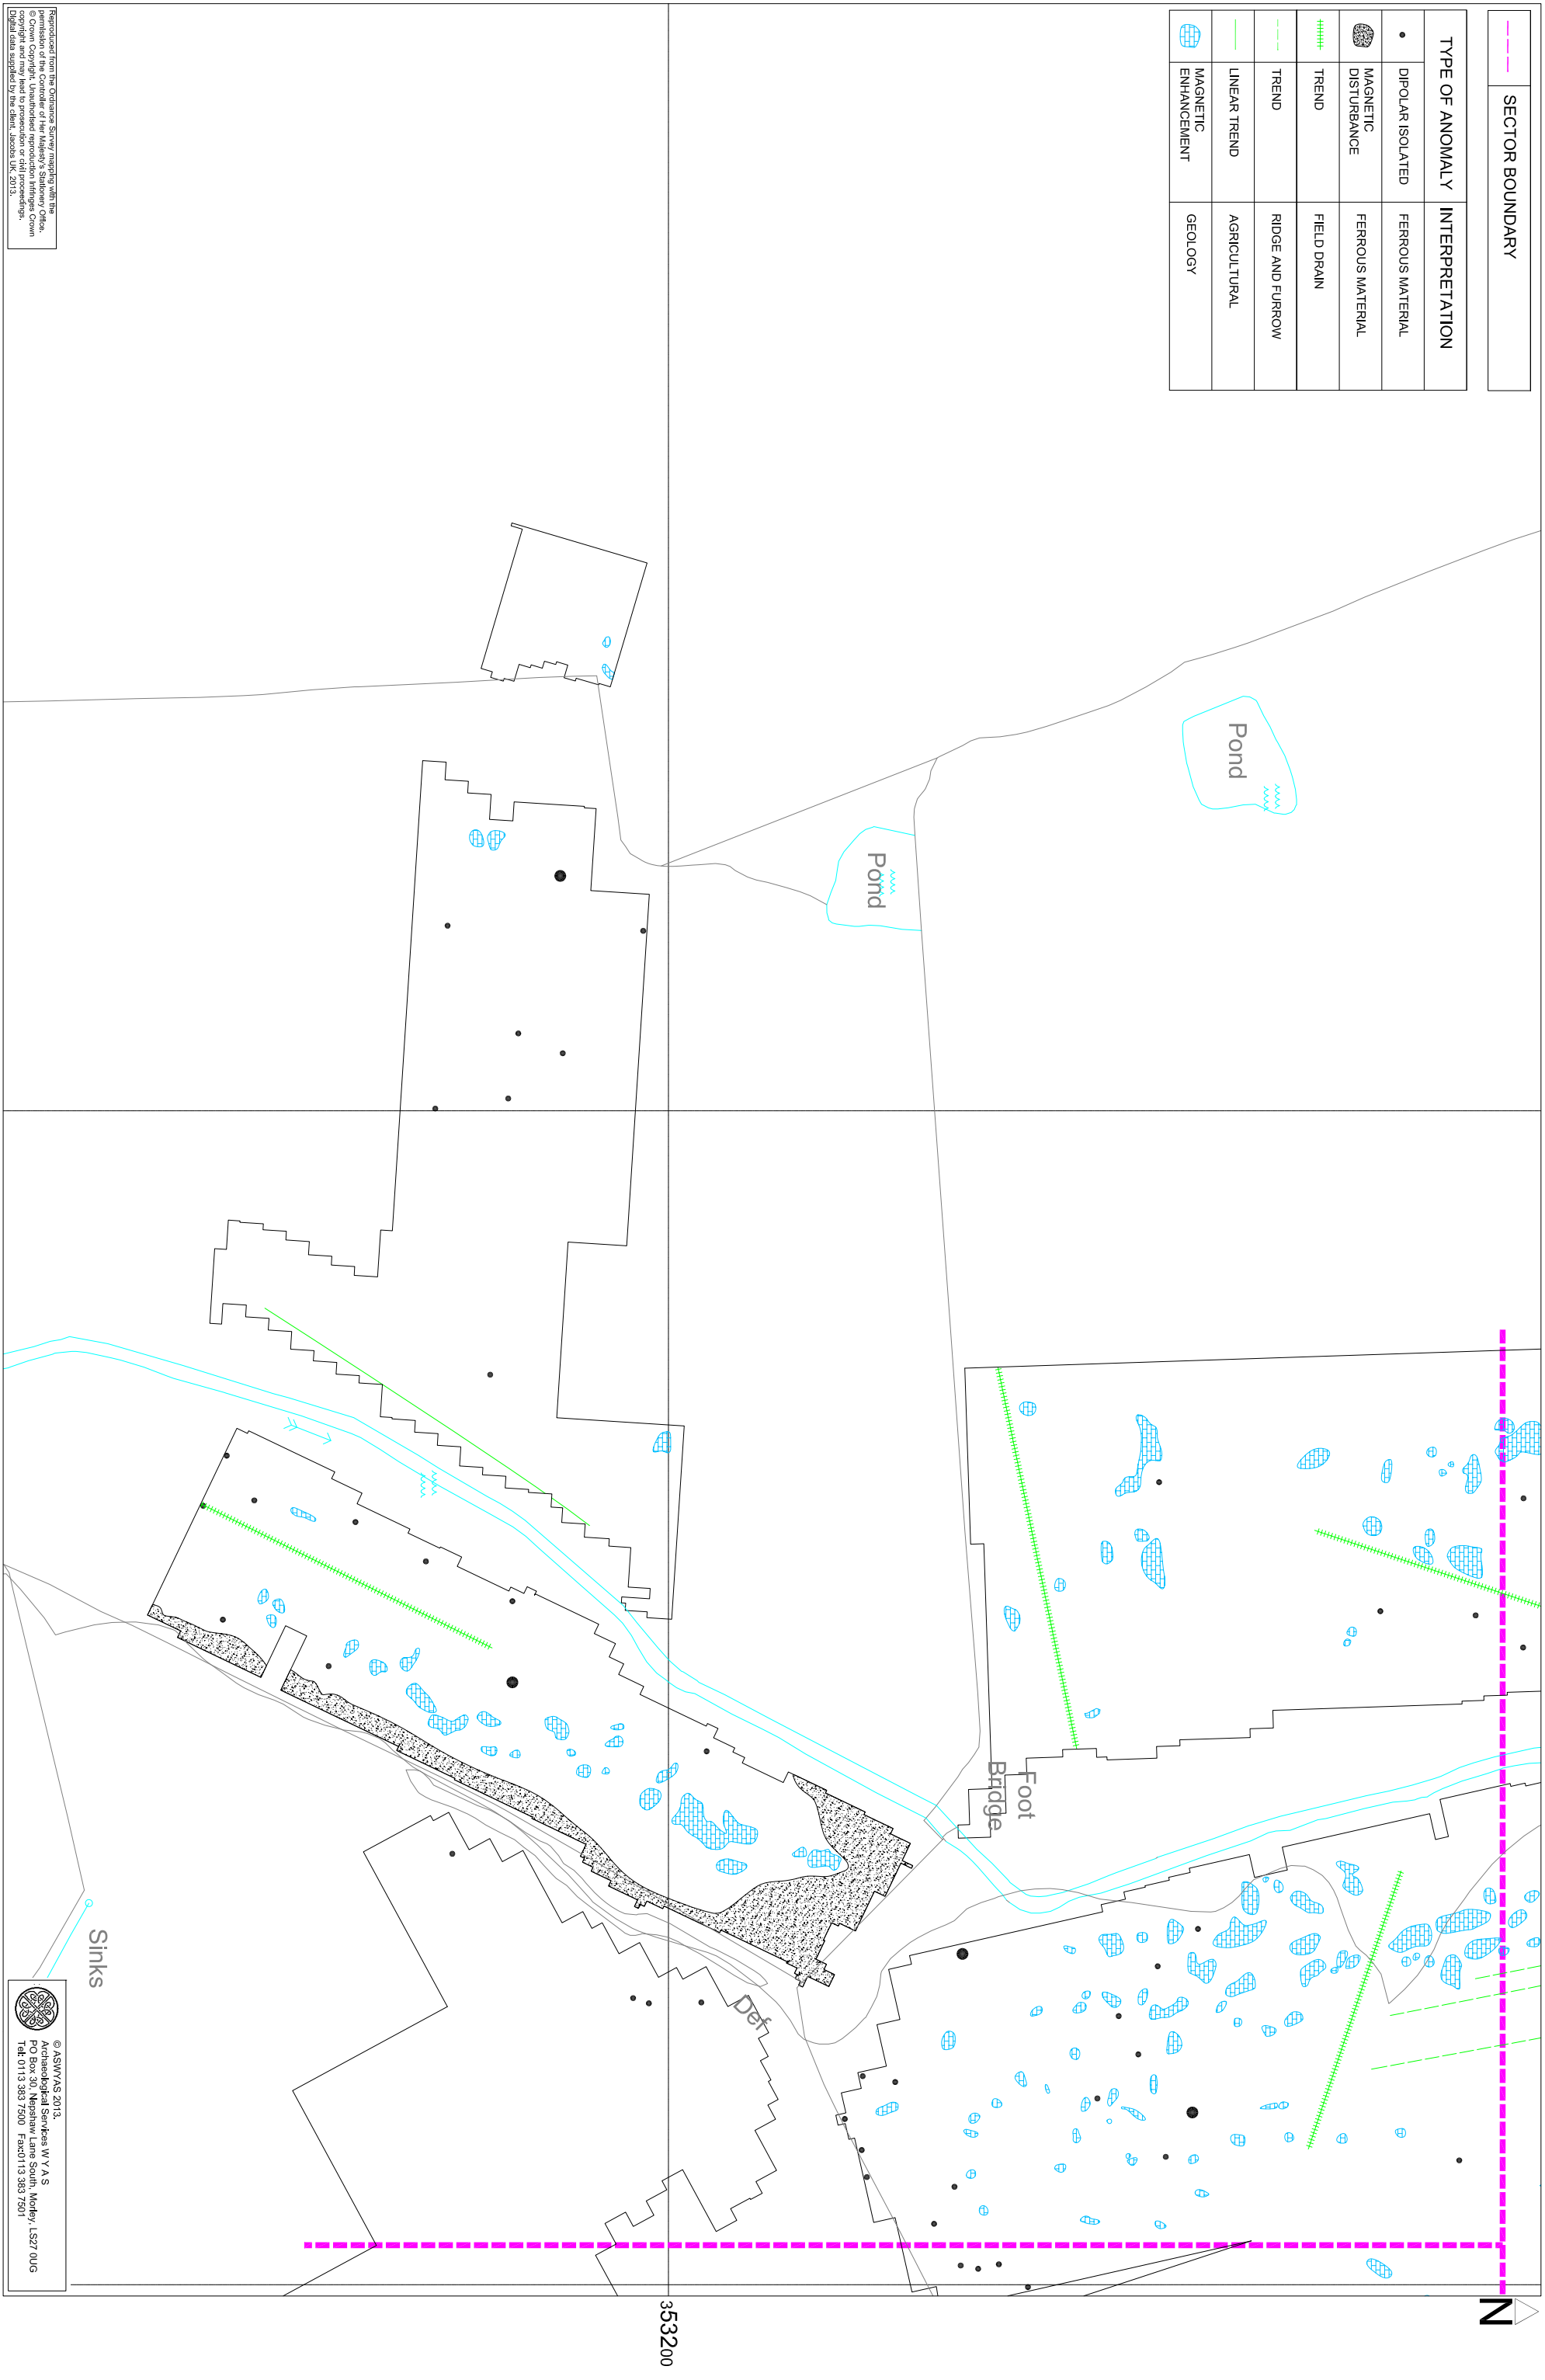 SECTOR BOUNDARY
TYPE OF ANOMALY INTERPRETATION
DIPOLAR ISOLATED FERROUS MATERIAL
MAGNETIC
DISTURBANCE FERROUS MATERIAL
TREND FIELD DRAIN
TREND RIDGE AND FURROW
LINEAR TREND AGRICULTURAL
MAGNETIC
ENHANCEMENT GEOLOGY
Pond
Pond
Foot
Bridge
Def
Sinks
N
353200
Reproduced from the Ordnance Survey mapping with the
permission of the Controller of Her Majesty's Stationery Office.
© Crown Copyright. Unauthorised reproduction infringes Crown
copyright and may lead to prosecution or civil proceedings.
Digital data supplied by the client, Jacobs UK, 2013.
© ASWYAS 2013.
Archaeological Services W Y A S
PO Box 30, Nepshaw Lane South, Morley, LS27 0UG
Tel: 0113 383 7500 Fax: 0113 383 7501